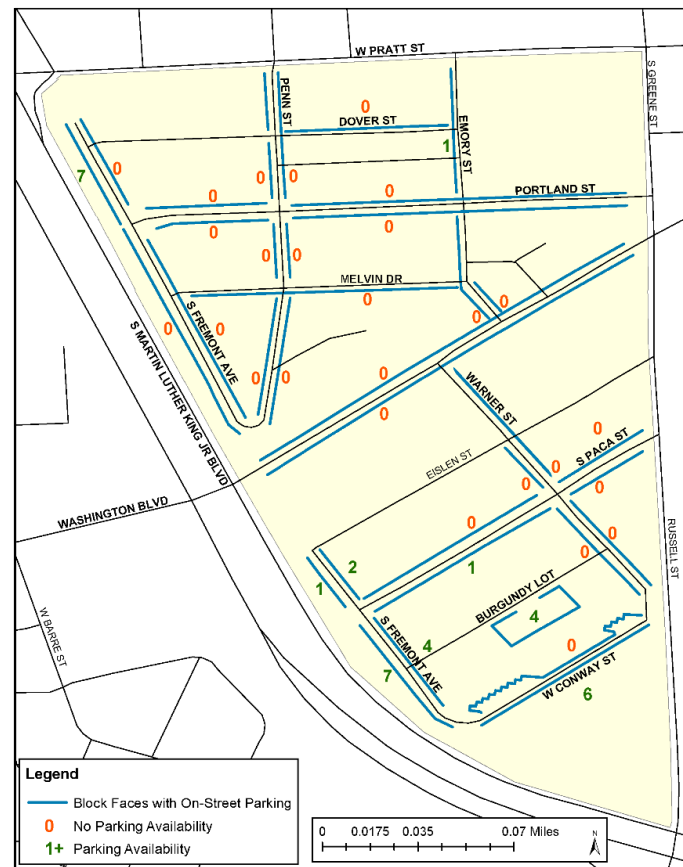 W PRATT ST
S GREENE ST
PENN ST
0
DOVER ST
EMORY ST
1
7
0
0
0
0
0
PORTLAND ST
0
0
0
0
MELVIN DR
0
0
0
S FREMONT AVE
0
0
0
0
0
0
0
S MARTIN LUTHER KING JR BLVD
WARNER ST
0
S PACA ST
EISLEN ST
0
0
0
WASHINGTON BLVD
0
0
0
RUSSELL ST
2
1
1
BURGUNDY LOT
4
W BARRE ST
S FREMONT AVE
4
0
7
W CONWAY ST
6
Legend
Block Faces with On-Street Parking
0 No Parking Availability
1+ Parking Availability
0 0.0175 0.035 0.07 Miles
N